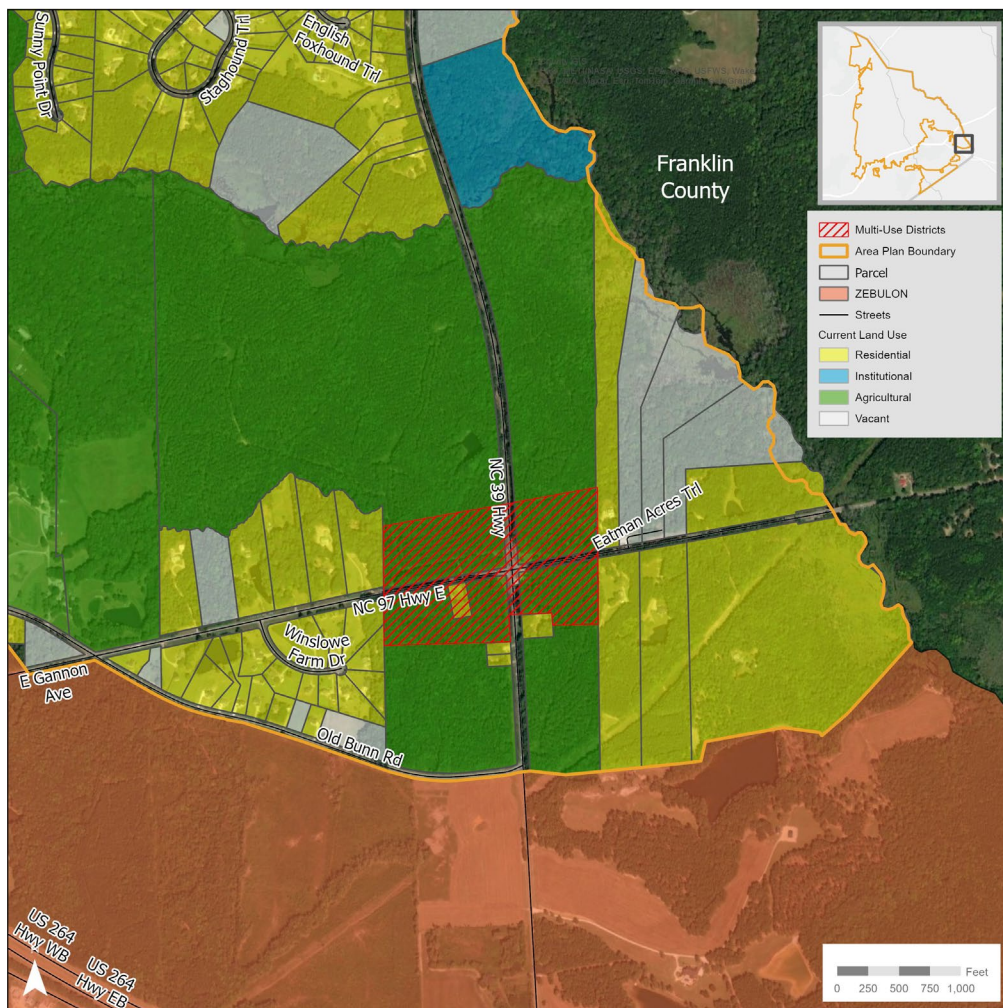 Sunny Point Dr
Staghound Trl
English
Foxhound Trl
Franklin
County
Multi-Use Districts
Area Plan Boundary
Parcel
ZEBULON
Streets
Current Land Use
Residential
Institutional
Agricultural
Vacant
NC 39 Hwy
Eatman Acres Trl
NC 97 Hwy E
Winslowe
Farm Dr
E Gannon
Ave
Old Bunn Rd
US 264
Hwy WB
US 264
Hwy EB
Feet
0 250 500 750 1,000